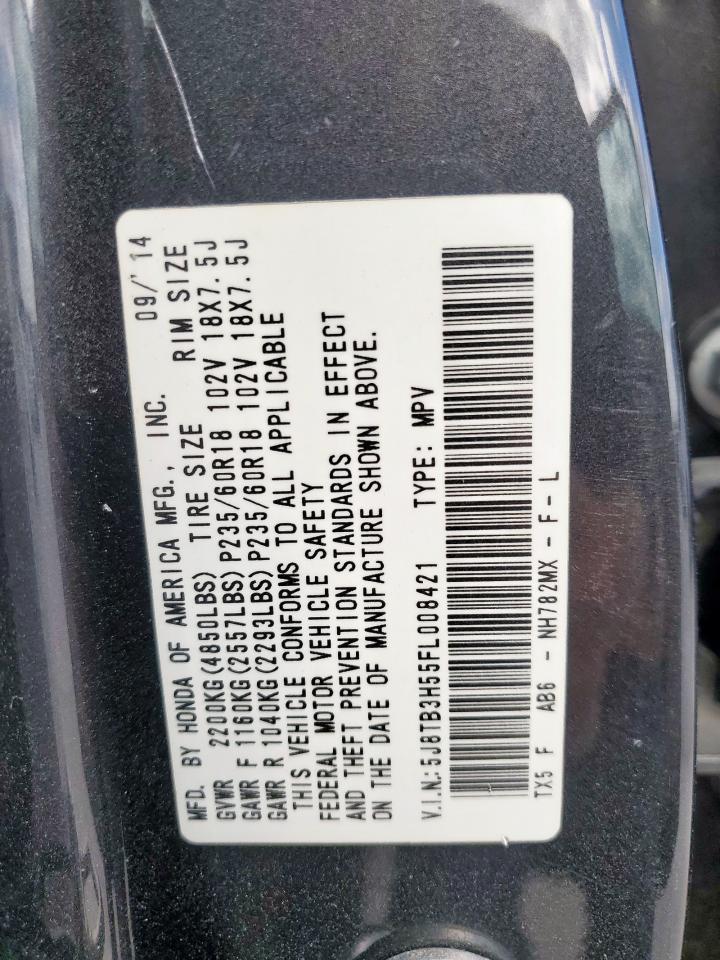 MFD. BY HONDA OF AMERICA MFG., INC. 09/'14
GVWR 2200KG(4850LBS) TIRE SIZE RIM SIZE
GAWR F 1160KG(2557LBS) P235/60R18 102V 18X7.5J
GAWR R 1040KG(2293LBS) P235/60R18 102V 18X7.5J
THIS VEHICLE CONFORMS TO ALL APPLICABLE
FEDERAL MOTOR VEHICLE SAFETY
AND THEFT PREVENTION STANDARDS IN EFFECT
ON THE DATE OF MANUFACTURE SHOWN ABOVE.
V.I.N.: 5J8TB3H55FL008421 TYPE: MPV
TX5 F AB6 - NH782MX - F - L